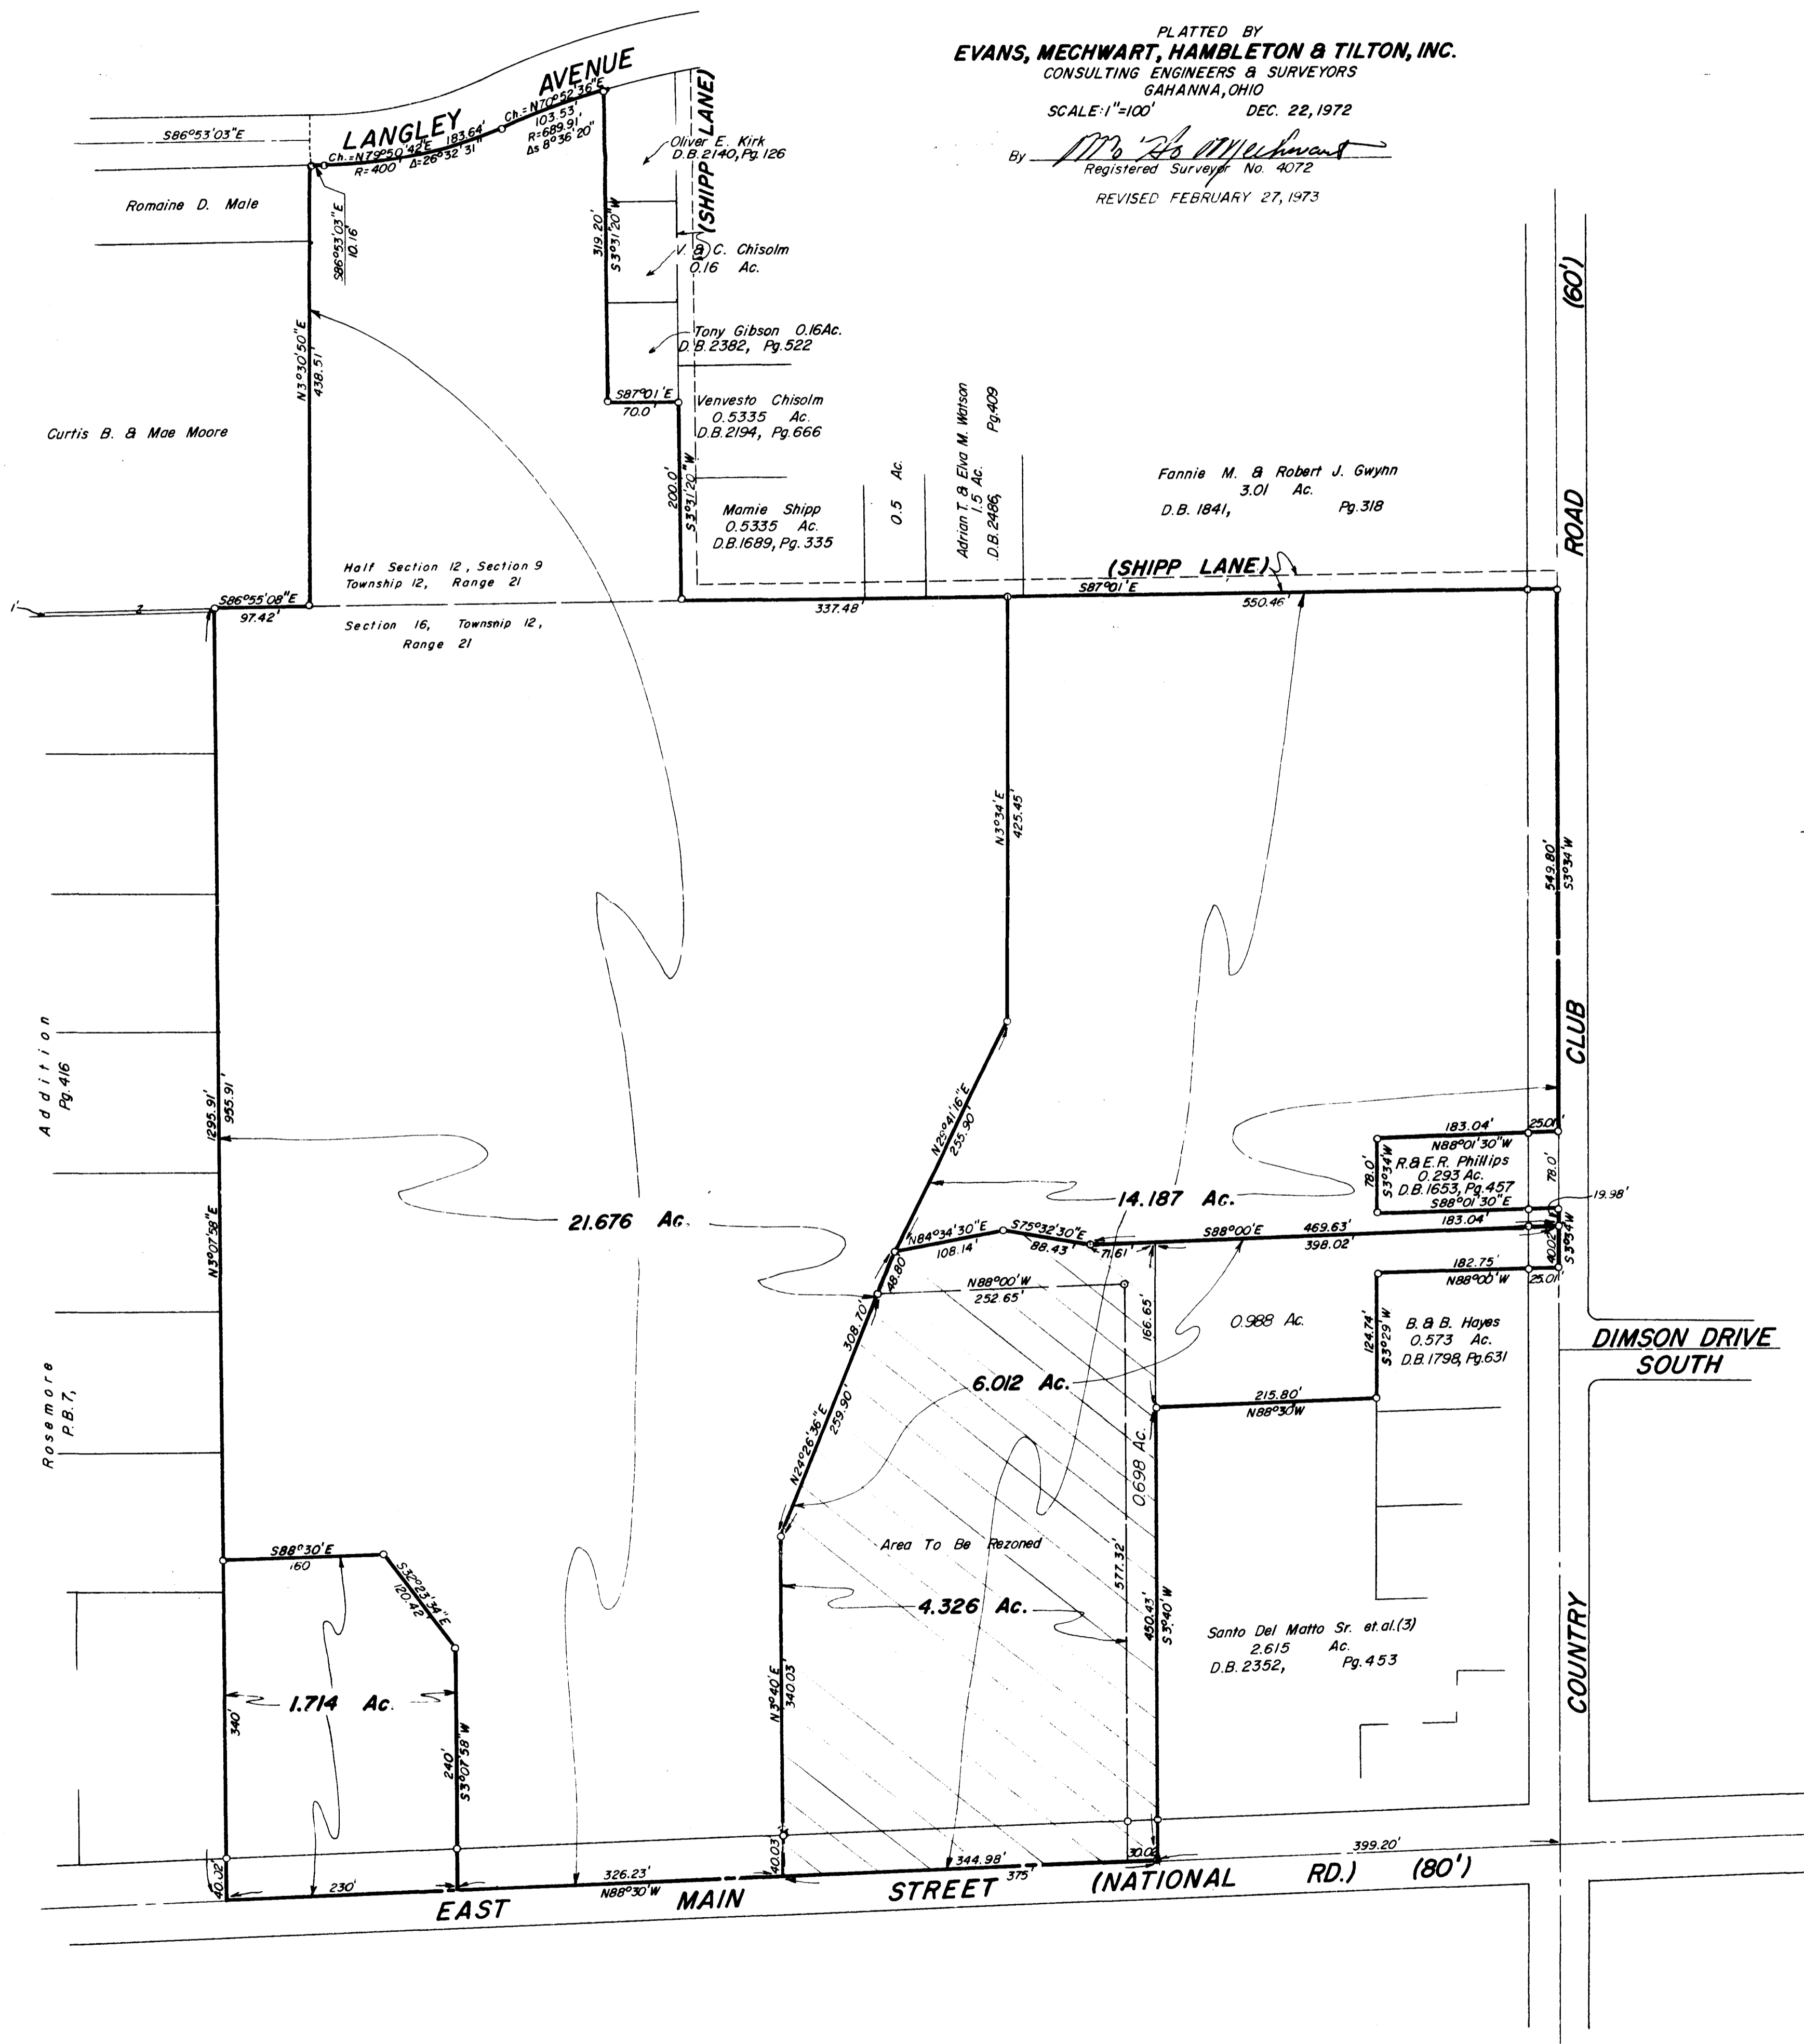 PLATTED BY
EVANS, MECHWART, HAMBLETON & TILTON, INC.
CONSULTING ENGINEERS & SURVEYORS
GAHANNA, OHIO
SCALE: 1"=100' DEC. 22, 1972
By
Registered Surveyor No. 4072
REVISED FEBRUARY 27, 1973
LANGLEY AVENUE
S86°53'03"E
Ch.=N79°50'42"E 183.64'
R=400' Δ=26°32'31"
Ch.=N70°52'36"E
103.53'
R=689.91'
Δ=8°36'20"
(SHIPP LANE)
Oliver E. Kirk
D.B. 2140, Pg. 126
Romaine D. Male
S86°53'03"E
10.16'
319.20'
S3°31'20"W
V. & C. Chisolm
0.16 Ac.
Tony Gibson 0.16 Ac.
D.B. 2382, Pg. 522
N3°30'50"E
438.51'
S87°01'E
70.0'
Venvesto Chisolm
0.5335 Ac.
D.B. 2194, Pg. 666
Curtis B. & Mae Moore
200.0'
S3°31'20"W
Mamie Shipp
0.5335 Ac.
D.B. 1689, Pg. 335
0.5 Ac.
Adrian T. & Elva M. Watson
1.5 Ac.
D.B. 2486, Pg. 409
Fannie M. & Robert J. Gwynn
3.01 Ac.
D.B. 1841, Pg. 318
COUNTRY CLUB ROAD (60')
Half Section 12, Section 9
Township 12, Range 21
(SHIPP LANE)
S87°01'E
1'
2
S86°55'08"E
97.42'
337.48'
550.46'
Section 16, Township 12,
Range 21
N3°34'E
425.45'
549.80'
S3°34'W
Rosemore Addition
P.B. 7, Pg. 416
1295.91'
955.91'
N3°07'58"E
N29°41'16"E
255.90'
183.04' 25.01'
N88°01'30"W
78.0'
S3°34'W
R. & E.R. Phillips
0.293 Ac.
D.B. 1653, Pg. 457
S88°01'30"E
183.04'
78.0'
19.98'
21.676 Ac.
14.187 Ac.
N84°34'30"E
108.14'
S75°32'30"E
88.43'
71.61'
S88°00'E 469.63'
398.02'
40.02'
S3°34'W
48.80'
N88°00'W
252.65'
308.70'
166.65'
0.988 Ac.
182.75'
N88°00'W 25.01'
124.74'
S3°29'W
B. & B. Hayes
0.573 Ac.
D.B. 1798, Pg. 631
DIMSON DRIVE
SOUTH
6.012 Ac.
215.80'
N88°30'W
N24°26'36"E
259.90'
0.698 Ac.
Area To Be Rezoned
577.32'
4.326 Ac.
450.43'
S3°40'W
S88°30'E
160
S32°23'34"E
120.42
Santo Del Matto Sr. et.al.(3)
2.615 Ac.
D.B. 2352, Pg. 453
1.714 Ac.
340'
240'
S3°07'58"W
N3°40'E
340.03'
40.02'
40.03'
230'
326.23'
N88°30'W
344.98'
375'
30.02
399.20'
EAST MAIN STREET (NATIONAL RD.) (80')